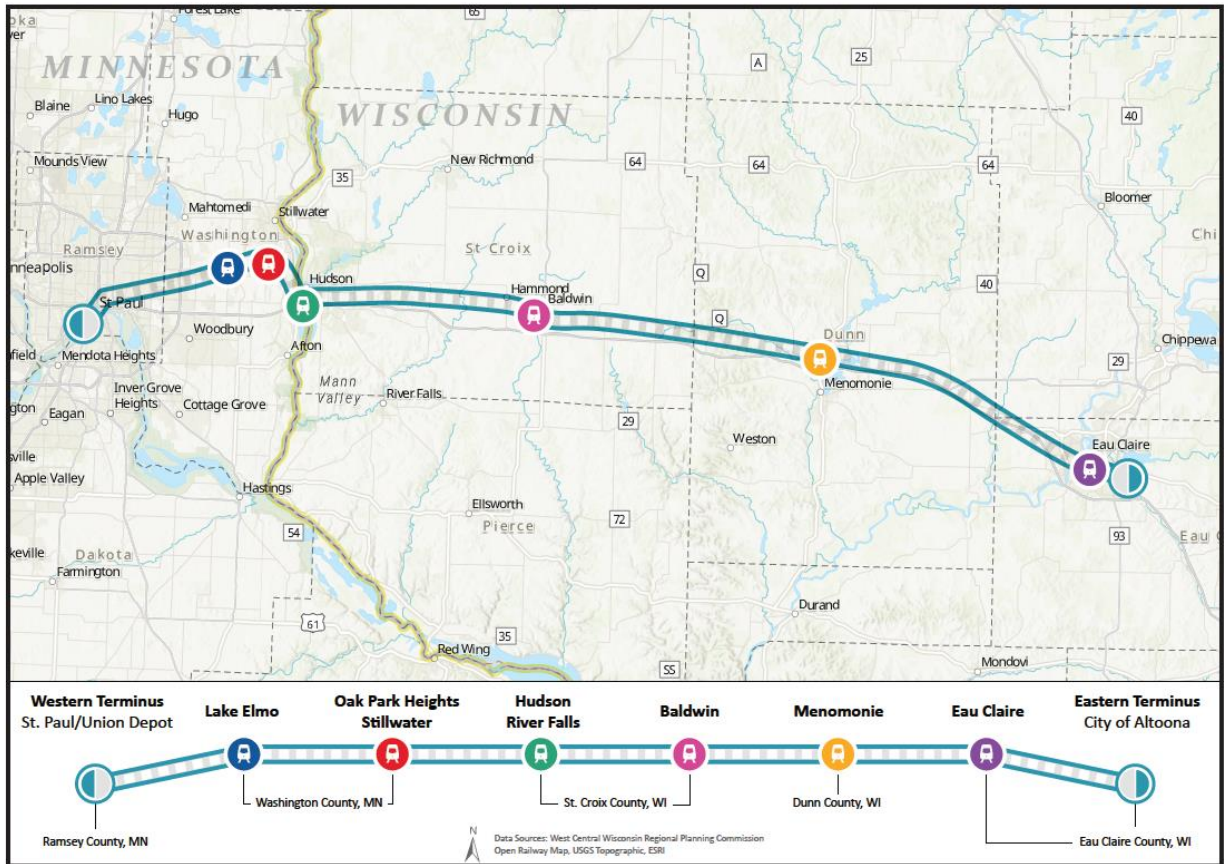 Forest Lake
65
MINNESOTA
WISCONSIN
A
25
Blaine
Lino Lakes
Hugo
40
Mounds View
New Richmond
64
64
64
35
Bloomer
Mahtomedi
Stillwater
Washington
Ramsey
St Croix
Q
Hudson
40
St Paul
Hammond
Baldwin
Q
Woodbury
Dunn
Chippewa
Mendota Heights
Afton
29
Menomonie
Inver Grove
Heights
Mann
Valley
River Falls
Eagan
Cottage Grove
29
Weston
Eau Claire
Apple Valley
Hastings
Ellsworth
Pierce
72
54
93
Dakota
Farmington
Durand
61
35
Red Wing
SS
Mondovi
Western Terminus
St. Paul/Union Depot
Lake Elmo
Oak Park Heights
Stillwater
Hudson
River Falls
Baldwin
Menomonie
Eau Claire
Eastern Terminus
City of Altoona
Washington County, MN
St. Croix County, WI
Dunn County, WI
Ramsey County, MN
Eau Claire County, WI
N
Data Sources: West Central Wisconsin Regional Planning Commission
Open Railway Map, USGS Topographic, ESRI